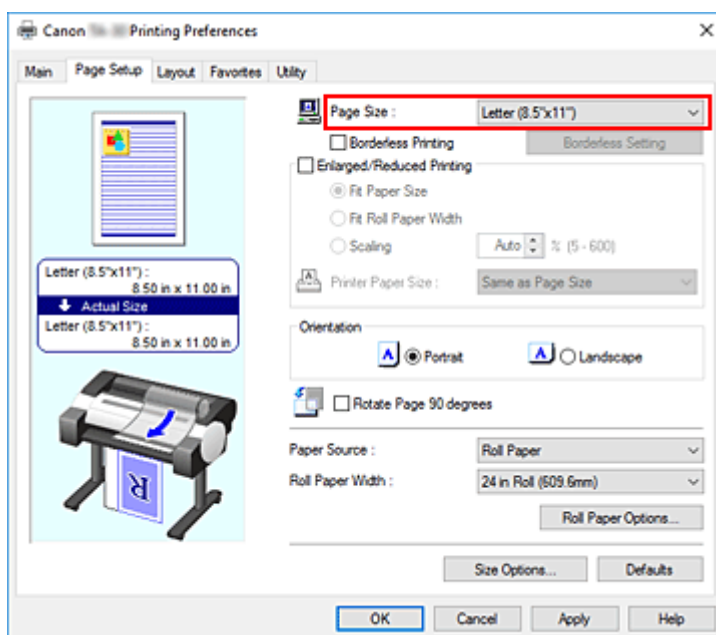 Canon Printing Preferences
Main Page Setup Layout Favorites Utility
Page Size : Letter (8.5"x11")
Borderless Printing Borderless Setting
Enlarged/Reduced Printing
Fit Paper Size
Fit Roll Paper Width
Scaling Auto % (5 - 600)
Printer Paper Size : Same as Page Size
Letter (8.5"x11") :
8.50 in x 11.00 in
Actual Size
Letter (8.5"x11") :
8.50 in x 11.00 in
Orientation
A Portrait A Landscape
Rotate Page 90 degrees
Paper Source : Roll Paper
Roll Paper Width : 24 in Roll (609.6mm)
R
Roll Paper Options...
Size Options... Defaults
OK Cancel Apply Help